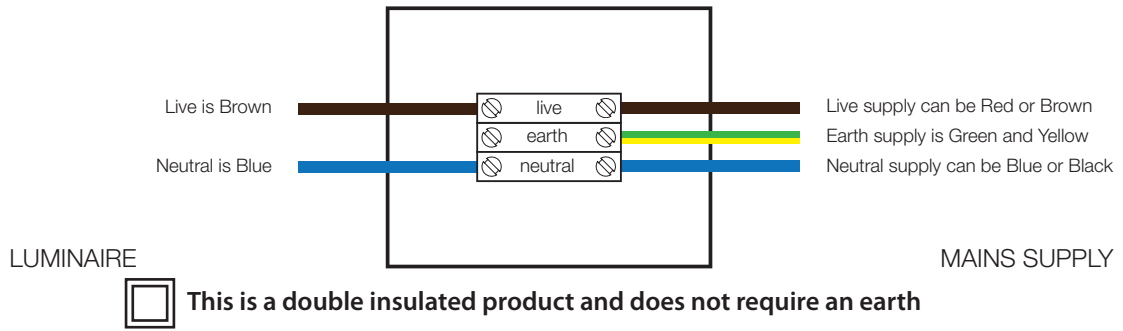 Live is Brown
live
Live supply can be Red or Brown
earth
Earth supply is Green and Yellow
Neutral is Blue
neutral
Neutral supply can be Blue or Black
LUMINAIRE
MAINS SUPPLY
This is a double insulated product and does not require an earth